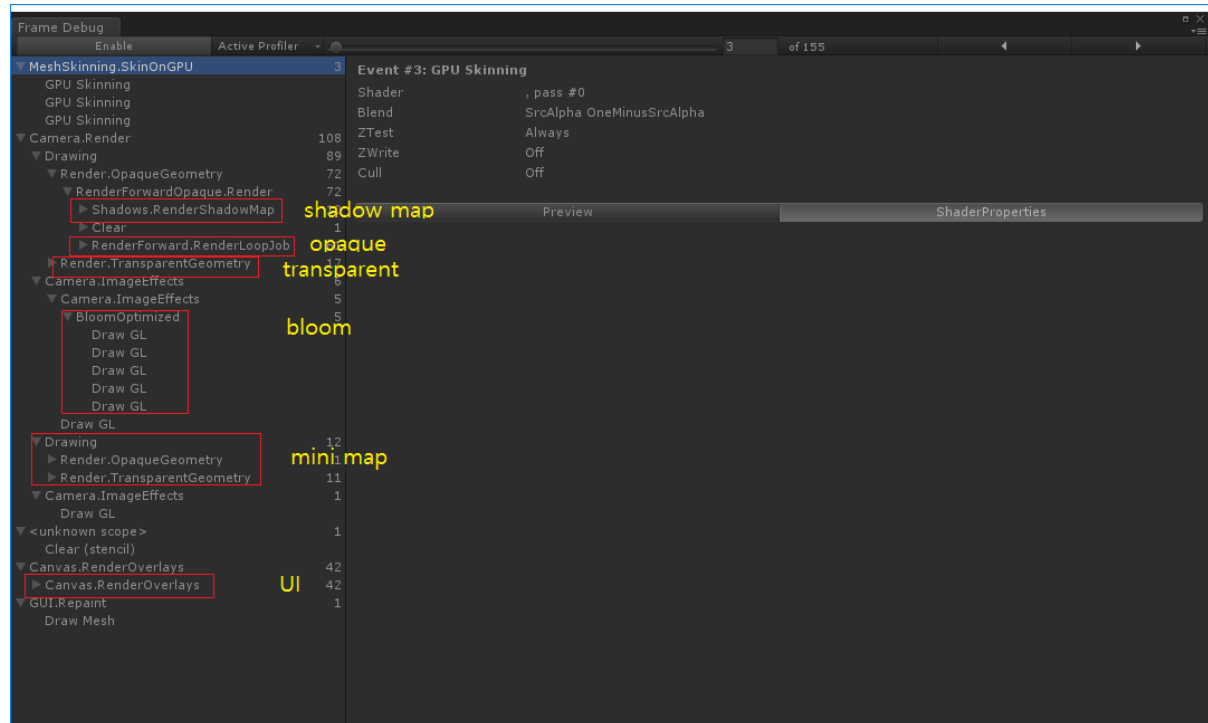 Frame Debug
Enable Active Profiler 3 of 155
MeshSkinning.SkinOnGPU 3
GPU Skinning
GPU Skinning
GPU Skinning
Camera.Render 108
Drawing 89
Render.OpaqueGeometry 72
RenderForwardOpaque.Render 72
Shadows.RenderShadowMap shadow map
Clear 1
RenderForward.RenderLoopJob opaque
Render.TransparentGeometry 17 transparent
Camera.ImageEffects 6
Camera.ImageEffects 5
BloomOptimized 5 bloom
Draw GL
Draw GL
Draw GL
Draw GL
Draw GL
Draw GL
Drawing 12
Render.OpaqueGeometry 1 mini map
Render.TransparentGeometry 11
Camera.ImageEffects 1
Draw GL
<unknown scope> 1
Clear (stencil)
Canvas.RenderOverlays 42
Canvas.RenderOverlays 42 UI
GUI.Repaint 1
Draw Mesh
Event #3: GPU Skinning
Shader , pass #0
Blend SrcAlpha OneMinusSrcAlpha
ZTest Always
ZWrite Off
Cull Off
Preview ShaderProperties